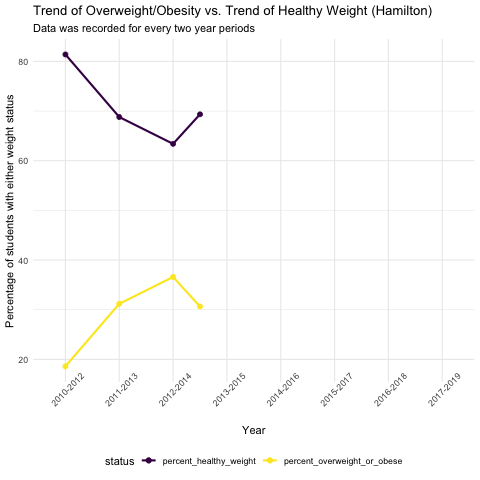 Trend of Overweight/Obesity vs. Trend of Healthy Weight (Hamilton)
Data was recorded for every two year periods
Percentage of students with either weight status
80
60
40
20
2010-2012
2011-2013
2012-2014
2013-2015
2014-2016
2015-2017
2016-2018
2017-2019
Year
status
percent_healthy_weight
percent_overweight_or_obese